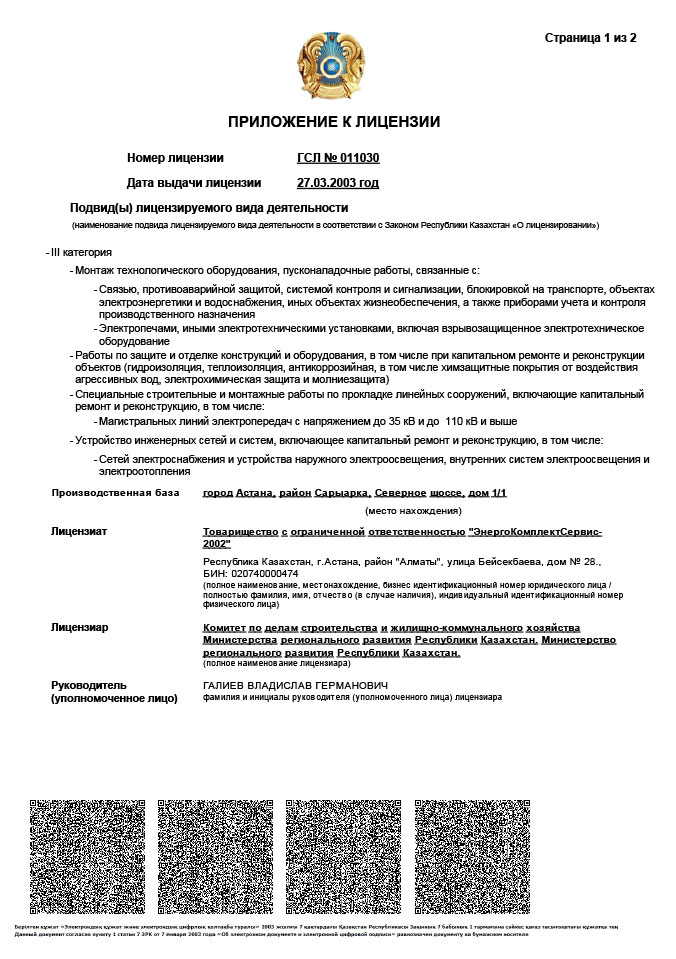 Страница 1 из 2
ПРИЛОЖЕНИЕ К ЛИЦЕНЗИИ
Номер лицензии ГСЛ № 011030
Дата выдачи лицензии 27.03.2003 год
Подвид(ы) лицензируемого вида деятельности
(наименование подвида лицензируемого вида деятельности в соответствии с Законом Республики Казахстан «О лицензировании»)
- III категория
- Монтаж технологического оборудования, пусконаладочные работы, связанные с:
- Связью, противоаварийной защитой, системой контроля и сигнализации, блокировкой на транспорте, объектах
электроэнергетики и водоснабжения, иных объектах жизнеобеспечения, а также приборами учета и контроля
производственного назначения
- Электропечами, иными электротехническими установками, включая взрывозащищенное электротехническое
оборудование
- Работы по защите и отделке конструкций и оборудования, в том числе при капитальном ремонте и реконструкции
объектов (гидроизоляция, теплоизоляция, антикоррозийная, в том числе химзащитные покрытия от воздействия
агрессивных вод, электрохимическая защита и молниезащита)
- Специальные строительные и монтажные работы по прокладке линейных сооружений, включающие капитальный
ремонт и реконструкцию, в том числе:
- Магистральных линий электропередач с напряжением до 35 кВ и до 110 кВ и выше
- Устройство инженерных сетей и систем, включающее капитальный ремонт и реконструкцию, в том числе:
- Сетей электроснабжения и устройства наружного электроосвещения, внутренних систем электроосвещения и
электроотопления
Производственная база город Астана, район Сарыарка, Северное шоссе, дом 1/1
(место нахождения)
Лицензиат Товарищество с ограниченной ответственностью "ЭнергоКомплектСервис-
2002"
Республика Казахстан, г.Астана, район "Алматы", улица Бейсекбаева, дом № 28.,
БИН: 020740000474
(полное наименование, местонахождение, бизнес идентификационный номер юридического лица /
полностью фамилия, имя, отчество (в случае наличия), индивидуальный идентификационный номер
физического лица)
Лицензиар Комитет по делам строительства и жилищно-коммунального хозяйства
Министерства регионального развития Республики Казахстан. Министерство
регионального развития Республики Казахстан.
(полное наименование лицензиара)
Руководитель ГАЛИЕВ ВЛАДИСЛАВ ГЕРМАНОВИЧ
(уполномоченное лицо) фамилия и инициалы руководителя (уполномоченного лица) лицензиара
Берілген құжат «Электрондық құжат және электрондық цифрлық қолтаңба туралы» 2003 жылғы 7 қаңтардағы Қазақстан Республикасы Заңының 7 бабының 1 тармағына сәйкес қағаз тасығыштағы құжатқа тең
Данный документ согласно пункту 1 статьи 7 ЗРК от 7 января 2003 года «Об электронном документе и электронной цифровой подписи» равнозначен документу на бумажном носителе